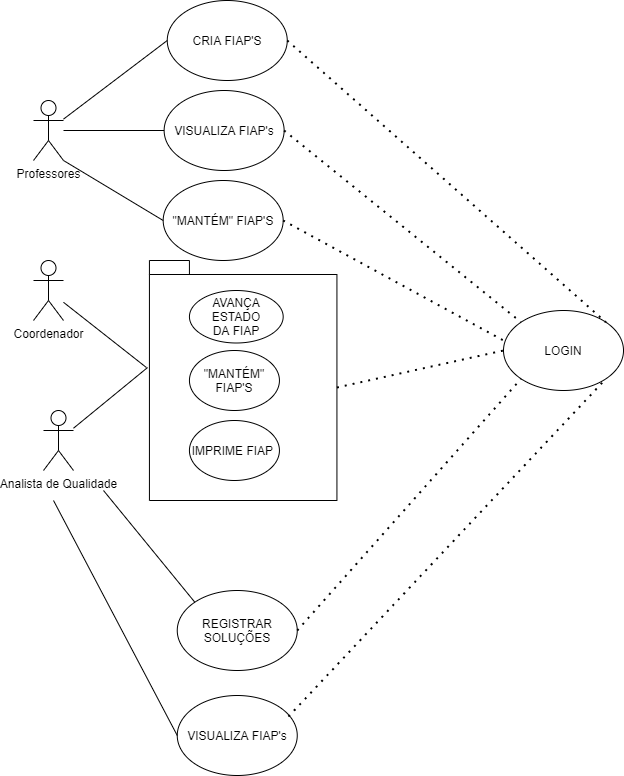 CRIA FIAP'S
VISUALIZA FIAP's
Professores
"MANTÉM" FIAP'S
AVANÇA
ESTADO
DA FIAP
Coordenador
LOGIN
"MANTÉM"
FIAP'S
IMPRIME FIAP
Analista de Qualidade
REGISTRAR
SOLUÇÕES
VISUALIZA FIAP's